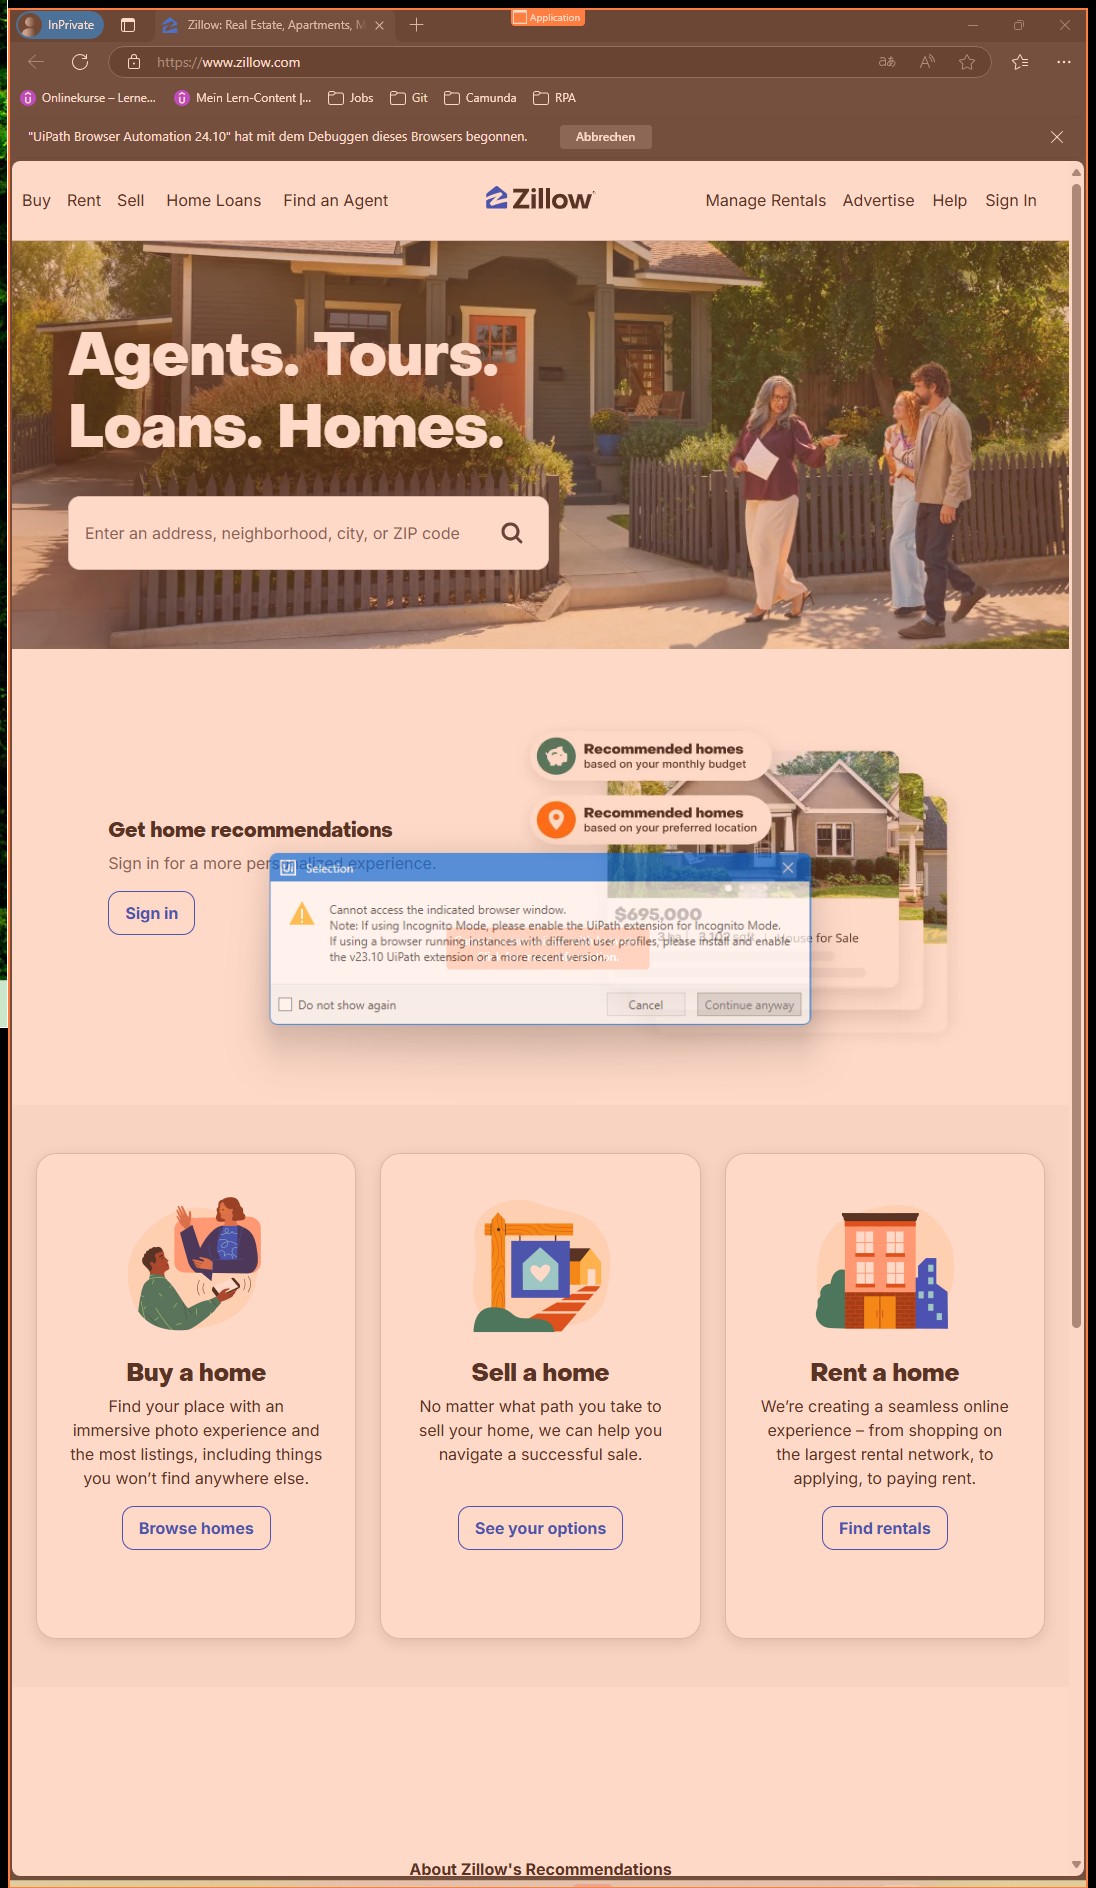 InPrivate
Zillow: Real Estate, Apartments, M
Application
https://www.zillow.com
Onlinekurse – Lerne...
Mein Lern-Content |...
Jobs
Git
Camunda
RPA
"UiPath Browser Automation 24.10" hat mit dem Debuggen dieses Browsers begonnen.
Abbrechen
Buy
Rent
Sell
Home Loans
Find an Agent
Zillow
Manage Rentals
Advertise
Help
Sign In
Agents. Tours.
Loans. Homes.
Enter an address, neighborhood, city, or ZIP code
Recommended homes
based on your monthly budget
Recommended homes
based on your preferred location
Get home recommendations
Sign in for a more personalized experience.
Sign in
$695,000
House for Sale
Ui Selection
Cannot access the indicated browser window.
Note: If using Incognito Mode, please enable the UiPath extension for Incognito Mode.
If using a browser running instances with different user profiles, please install and enable
the v23.10 UiPath extension or a more recent version.
Do not show again
Cancel
Continue anyway
Buy a home
Find your place with an
immersive photo experience and
the most listings, including things
you won’t find anywhere else.
Browse homes
Sell a home
No matter what path you take to
sell your home, we can help you
navigate a successful sale.
See your options
Rent a home
We’re creating a seamless online
experience – from shopping on
the largest rental network, to
applying, to paying rent.
Find rentals
About Zillow's Recommendations